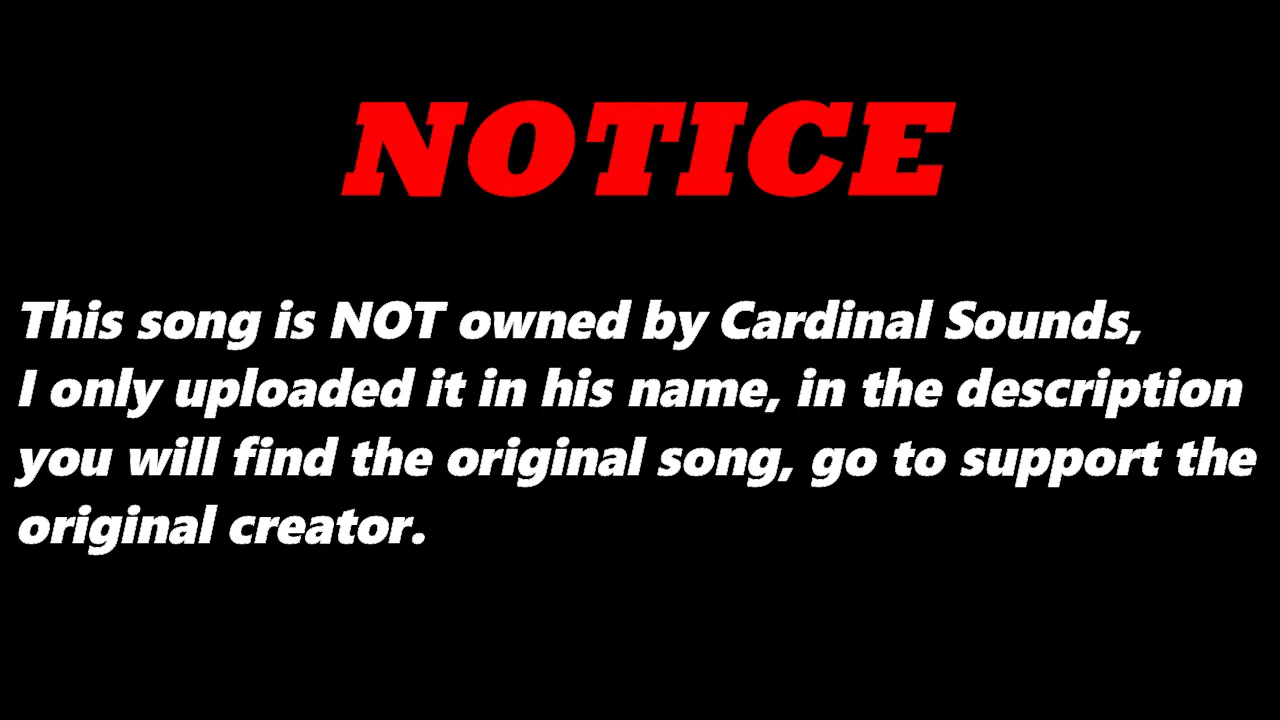 NOTICE
This song is NOT owned by Cardinal Sounds,
I only uploaded it in his name, in the description
you will find the original song, go to support the
original creator.